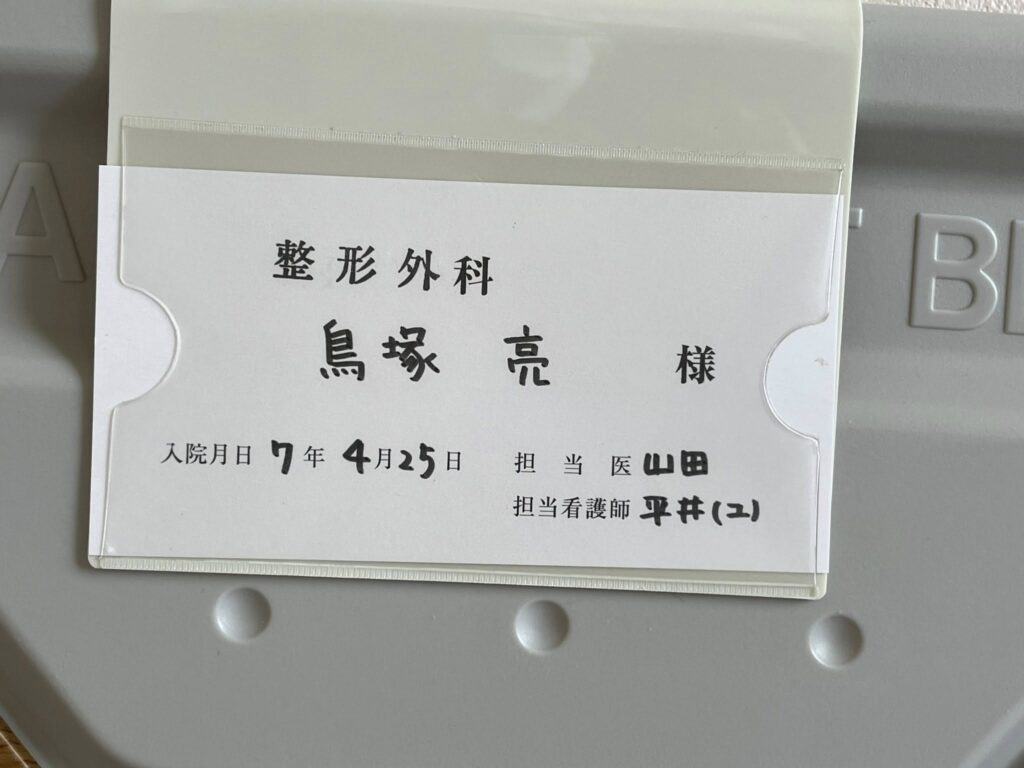 整形外科
鳥塚 亮 様
入院月日 7年 4月25日
担当医 山田
担当看護師 平井(ユ)
A
BE